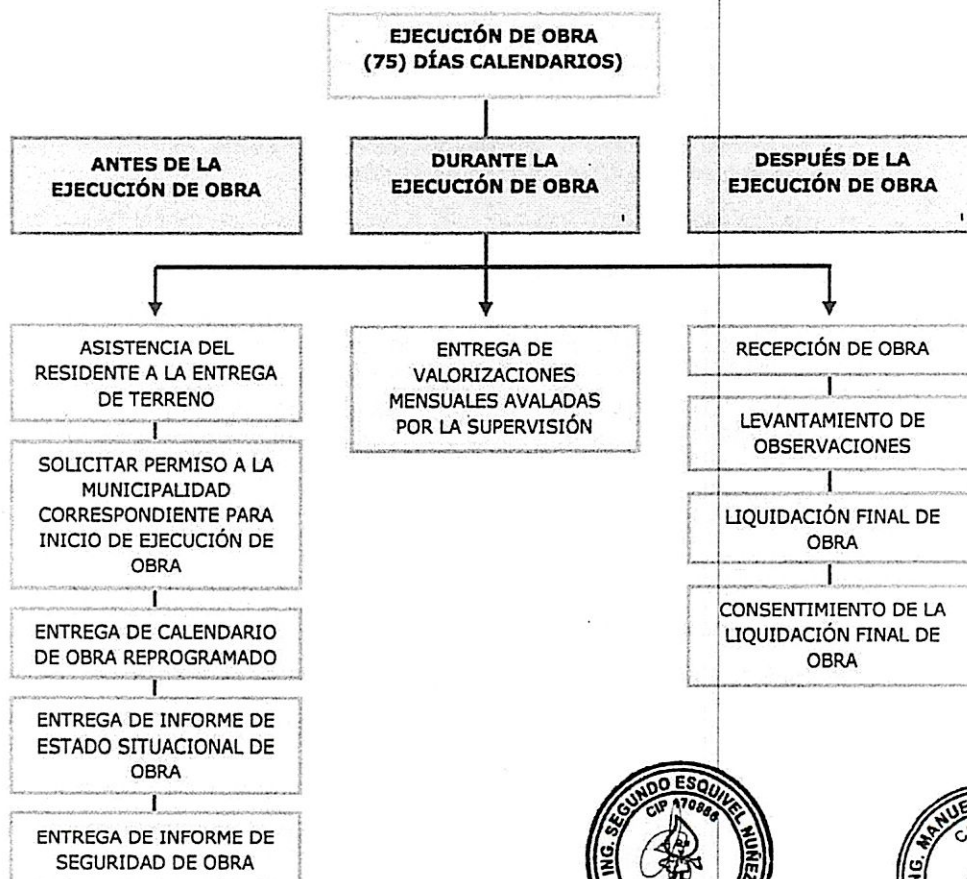 EJECUCIÓN DE OBRA
(75) DÍAS CALENDARIOS)
ANTES DE LA
EJECUCIÓN DE OBRA
DURANTE LA
EJECUCIÓN DE OBRA
DESPUÉS DE LA
EJECUCIÓN DE OBRA
ASISTENCIA DEL
RESIDENTE A LA ENTREGA
DE TERRENO
SOLICITAR PERMISO A LA
MUNICIPALIDAD
CORRESPONDIENTE PARA
INICIO DE EJECUCIÓN DE
OBRA
ENTREGA DE CALENDARIO
DE OBRA REPROGRAMADO
ENTREGA DE INFORME DE
ESTADO SITUACIONAL DE
OBRA
ENTREGA DE INFORME DE
SEGURIDAD DE OBRA
ENTREGA DE
VALORIZACIONES
MENSUALES AVALADAS
POR LA SUPERVISIÓN
RECEPCIÓN DE OBRA
LEVANTAMIENTO DE
OBSERVACIONES
LIQUIDACIÓN FINAL DE
OBRA
CONSENTIMIENTO DE LA
LIQUIDACIÓN FINAL DE
OBRA
ING. SEGUNDO ESQUIVEL NUÑEZ
CIP
ING. MANUE
C